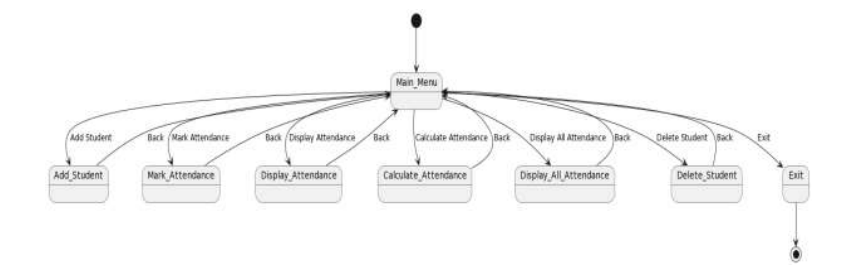 Main_Menu
Add Student
Back
Mark Attendance
Back
Display Attendance
Back
Calculate Attendance
Back
Display All Attendance
Back
Delete Student
Back
Exit
Add_Student
Mark_Attendance
Display_Attendance
Calculate_Attendance
Display_All_Attendance
Delete_Student
Exit